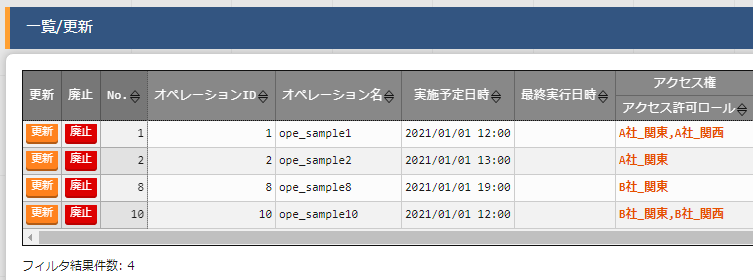 一覧/更新
更新 廃止 No. オペレーションID オペレーション名 実施予定日時 最終実行日時 アクセス権
アクセス許可ロール
更新 廃止 1 1 ope_sample1 2021/01/01 12:00 A社_関東,A社_関西
更新 廃止 2 2 ope_sample2 2021/01/01 13:00 A社_関東
更新 廃止 8 8 ope_sample8 2021/01/01 19:00 B社_関東
更新 廃止 10 10 ope_sample10 2021/01/01 12:00 B社_関東,B社_関西
フィルタ結果件数: 4